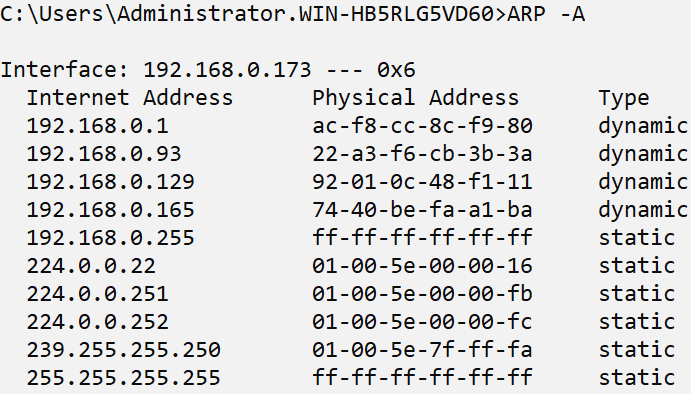 C:\Users\Administrator.WIN-HB5RLG5VD60>ARP -A
Interface: 192.168.0.173 --- 0x6
Internet Address Physical Address Type
192.168.0.1 ac-f8-cc-8c-f9-80 dynamic
192.168.0.93 22-a3-f6-cb-3b-3a dynamic
192.168.0.129 92-01-0c-48-f1-11 dynamic
192.168.0.165 74-40-be-fa-a1-ba dynamic
192.168.0.255 ff-ff-ff-ff-ff-ff static
224.0.0.22 01-00-5e-00-00-16 static
224.0.0.251 01-00-5e-00-00-fb static
224.0.0.252 01-00-5e-00-00-fc static
239.255.255.250 01-00-5e-7f-ff-fa static
255.255.255.255 ff-ff-ff-ff-ff-ff static